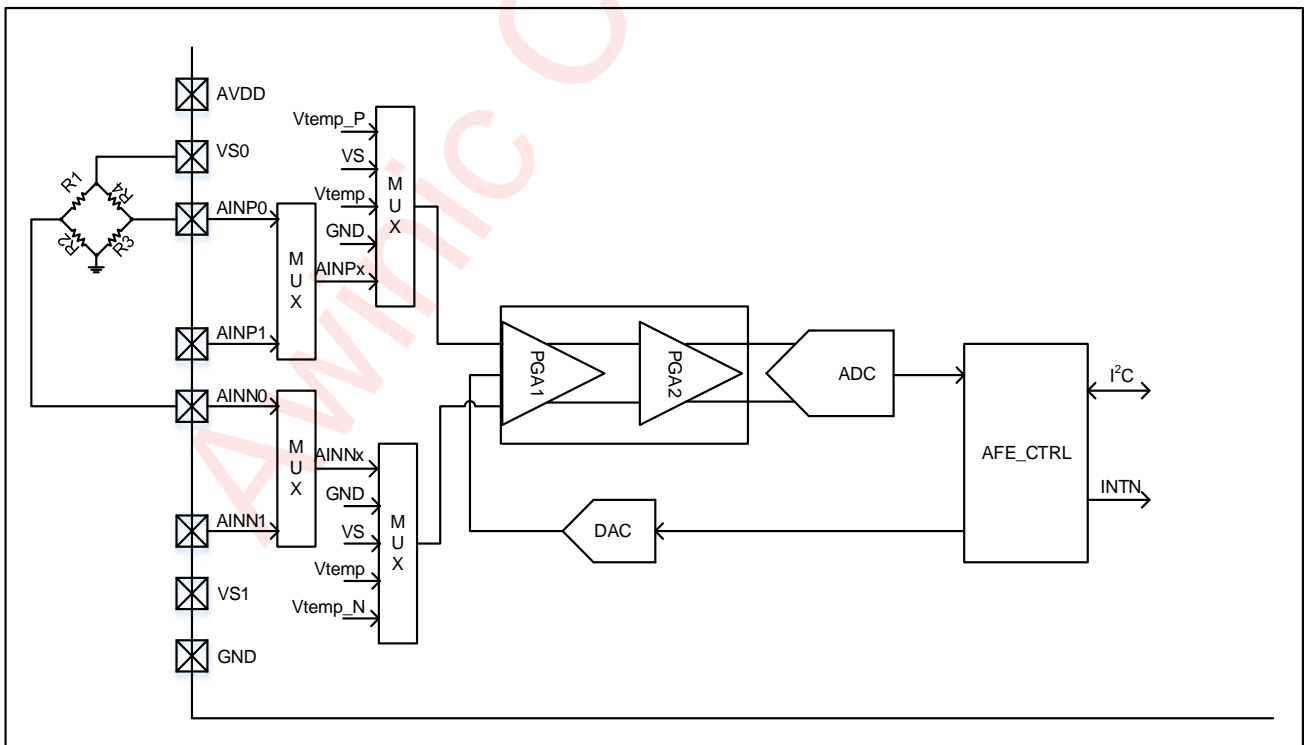 AVDD
VS0
AINP0
AINP1
AINN0
AINN1
VS1
GND
R1
R4
R2
R3
MUX
MUX
Vtemp_P
VS
Vtemp
GND
AINPx
MUX
AINNx
GND
VS
Vtemp
Vtemp_N
MUX
PGA1
PGA2
ADC
DAC
AFE_CTRL
I²C
INTN
Awinic C